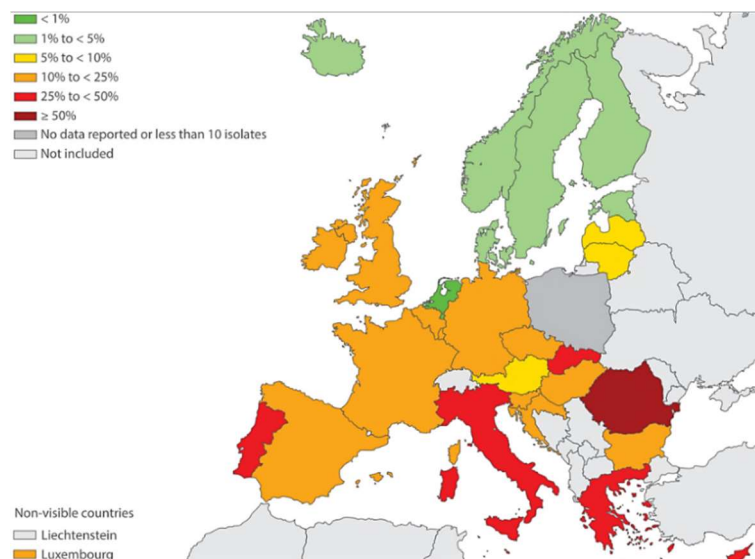 < 1%
1% to < 5%
5% to < 10%
10% to < 25%
25% to < 50%
≥ 50%
No data reported or less than 10 isolates
Not included
Non-visible countries
Liechtenstein
Luxembourg